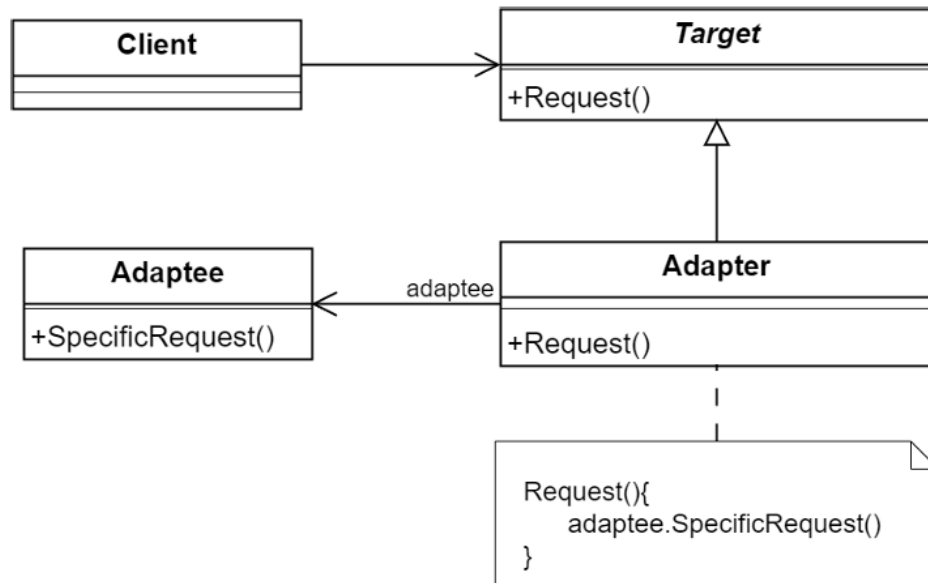 Client
Target
+Request()
Adaptee
+SpecificRequest()
adaptee
Adapter
+Request()
Request(){
adaptee.SpecificRequest()
}